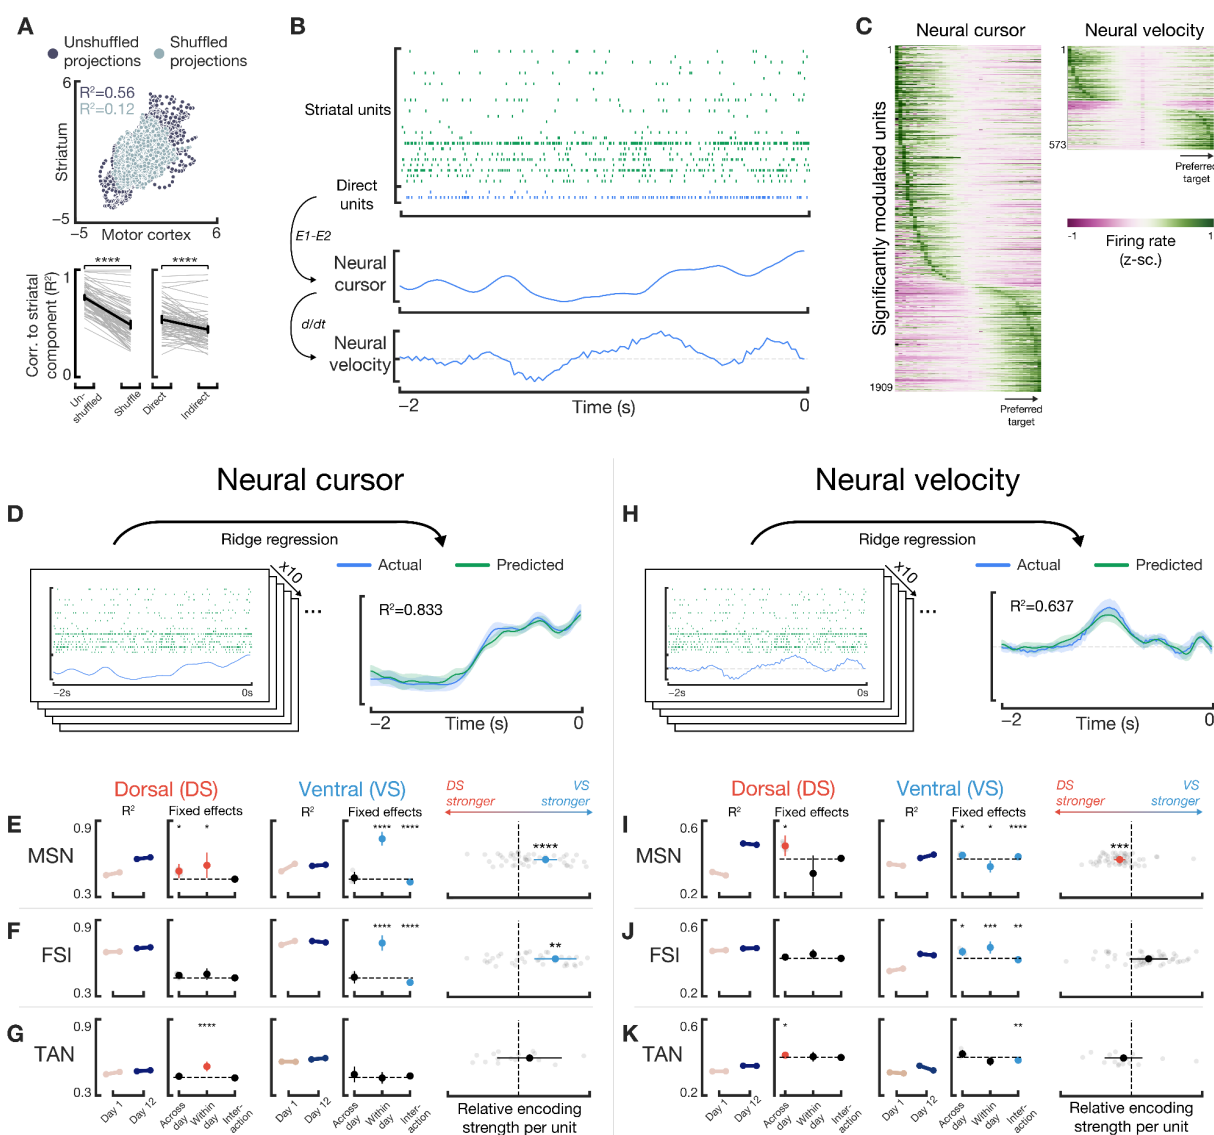 A
Unshuffled projections
Shuffled projections
6
R²=0.56
R²=0.12
Striatum
−5
−5
Motor cortex
6
****
****
1
Corr. to striatal component (R²)
0
Un-shuffled
Shuffle
Direct
Indirect
B
Striatal units
Direct units
E1-E2
Neural cursor
d/dt
Neural velocity
−2
Time (s)
0
C
Neural cursor
Neural velocity
Significantly modulated units
1
1909
Preferred target
1
573
Preferred target
-1
1
Firing rate (z-sc.)
Neural cursor
Neural velocity
D
Ridge regression
x10
...
−2s
0s
Actual
Predicted
R²=0.833
−2
Time (s)
0
H
Ridge regression
x10
...
−2s
0s
Actual
Predicted
R²=0.637
−2
Time (s)
0
Dorsal (DS)
R²
Fixed effects
Ventral (VS)
R²
Fixed effects
DS stronger
VS stronger
E
MSN
0.9
0.3
*
*
****
****
****
F
FSI
0.9
0.3
****
****
**
G
TAN
0.9
0.3
****
Day 1
Day 12
Across day
Within day
Inter-action
Day 1
Day 12
Across day
Within day
Inter-action
Relative encoding strength per unit
Dorsal (DS)
R²
Fixed effects
Ventral (VS)
R²
Fixed effects
DS stronger
VS stronger
I
MSN
0.6
0.2
*
*
*
****
***
J
FSI
0.6
0.2
*
***
**
K
TAN
0.6
0.2
*
**
Day 1
Day 12
Across day
Within day
Inter-action
Day 1
Day 12
Across day
Within day
Inter-action
Relative encoding strength per unit